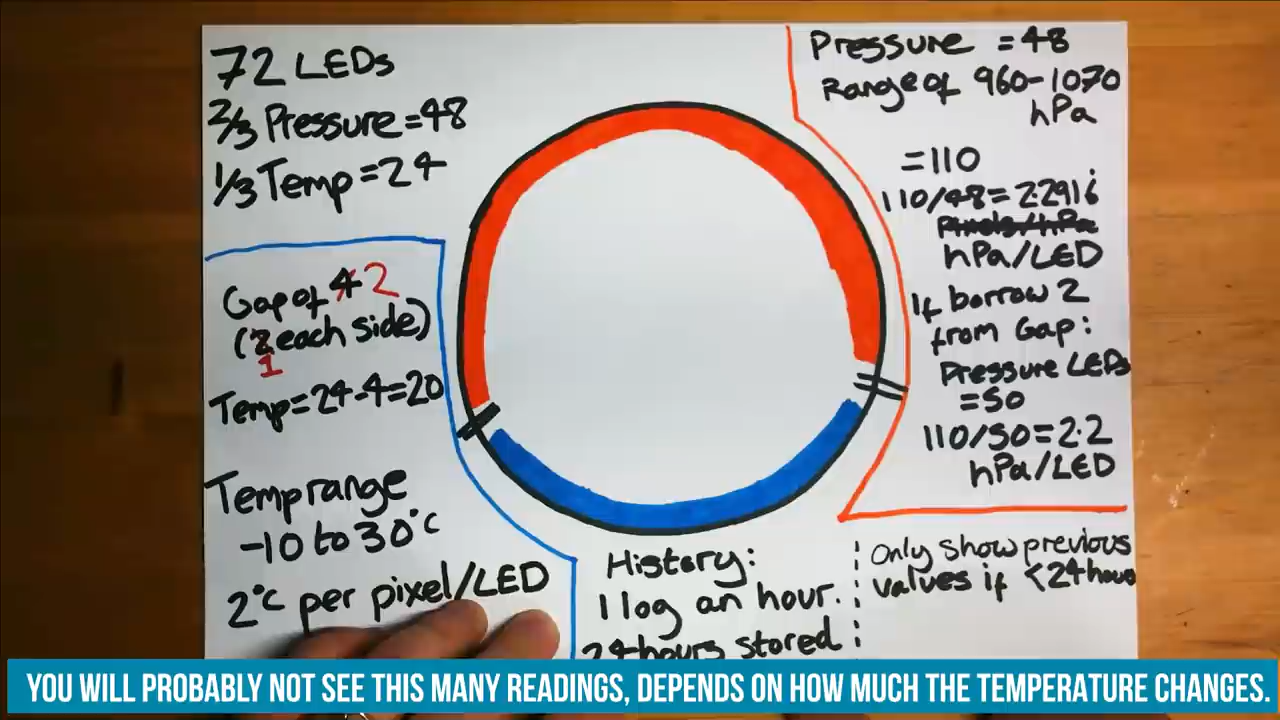 72 LEDs
2/3 Pressure=48
1/3 Temp=24
Gap of 4 2
(2 each side)
1
Temp=24-4=20
Temp range
-10 to 30°C
2°C per pixel/LED
Pressure =48
Range of 960-1070
hPa
=110
110/48=2.2916
Pixels/hPa
hPa/LED
If borrow 2
from Gap:
Pressure LEDs
=50
110/50=2.2
hPa/LED
History:
1 log an hour.
24 hours stored
Only show previous
values if <24 hours
YOU WILL PROBABLY NOT SEE THIS MANY READINGS, DEPENDS ON HOW MUCH THE TEMPERATURE CHANGES.